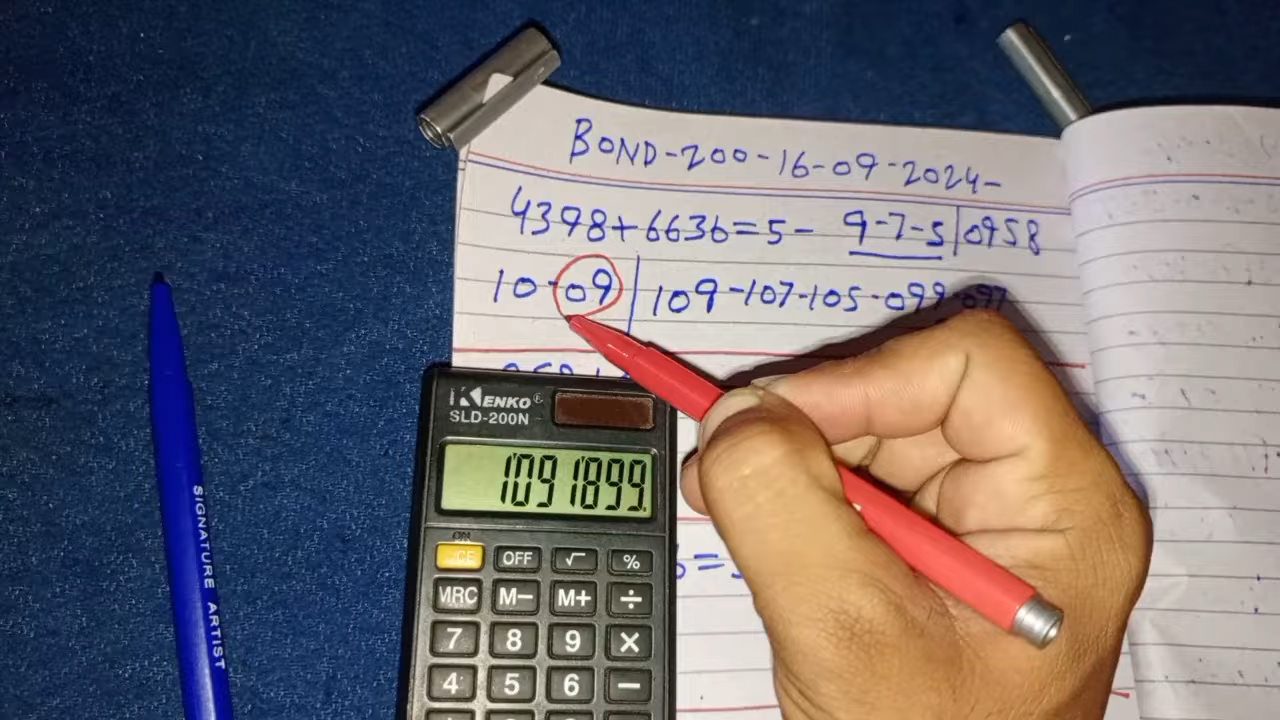 BOND-200-16-09-2024-
4398+6636=5- 9-7-5|0958
10-09|109-107-105-099-097
KENKO®
SLD-200N
1091899.
ON
C/CE OFF √ %
MRC M− M+ ÷
7 8 9 ×
4 5 6 −
SIGNATURE ARTIST